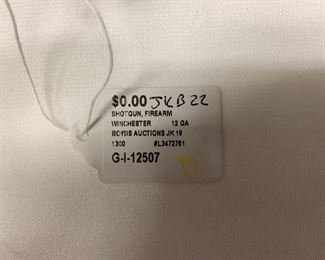 $0.00 JKB 22
SHOTGUN, FIREARM
WINCHESTER 12 GA
BOYDS AUCTIONS JK 16
1300 #L3472761
G-I-12507